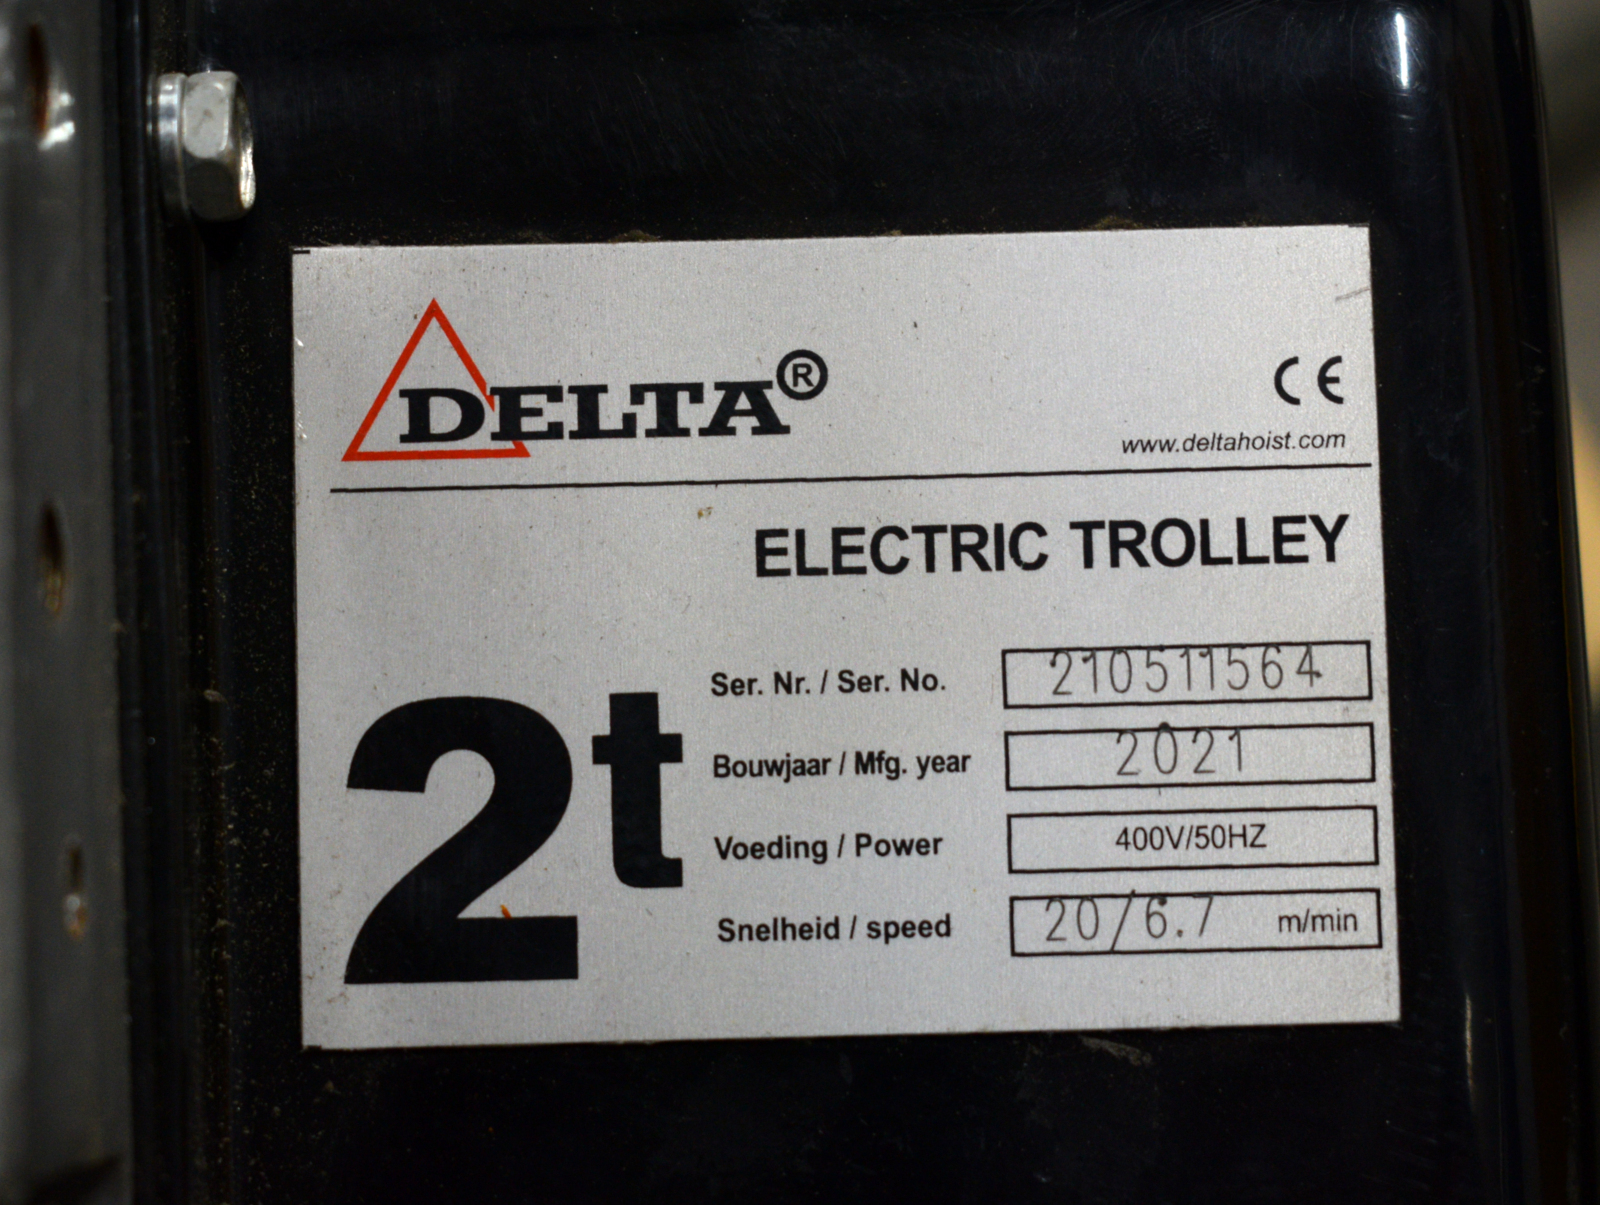 DELTA®
CE
www.deltahoist.com
ELECTRIC TROLLEY
2t
Ser. Nr. / Ser. No. 210511564
Bouwjaar / Mfg. year 2021
Voeding / Power 400V/50HZ
Snelheid / speed 20/6.7 m/min